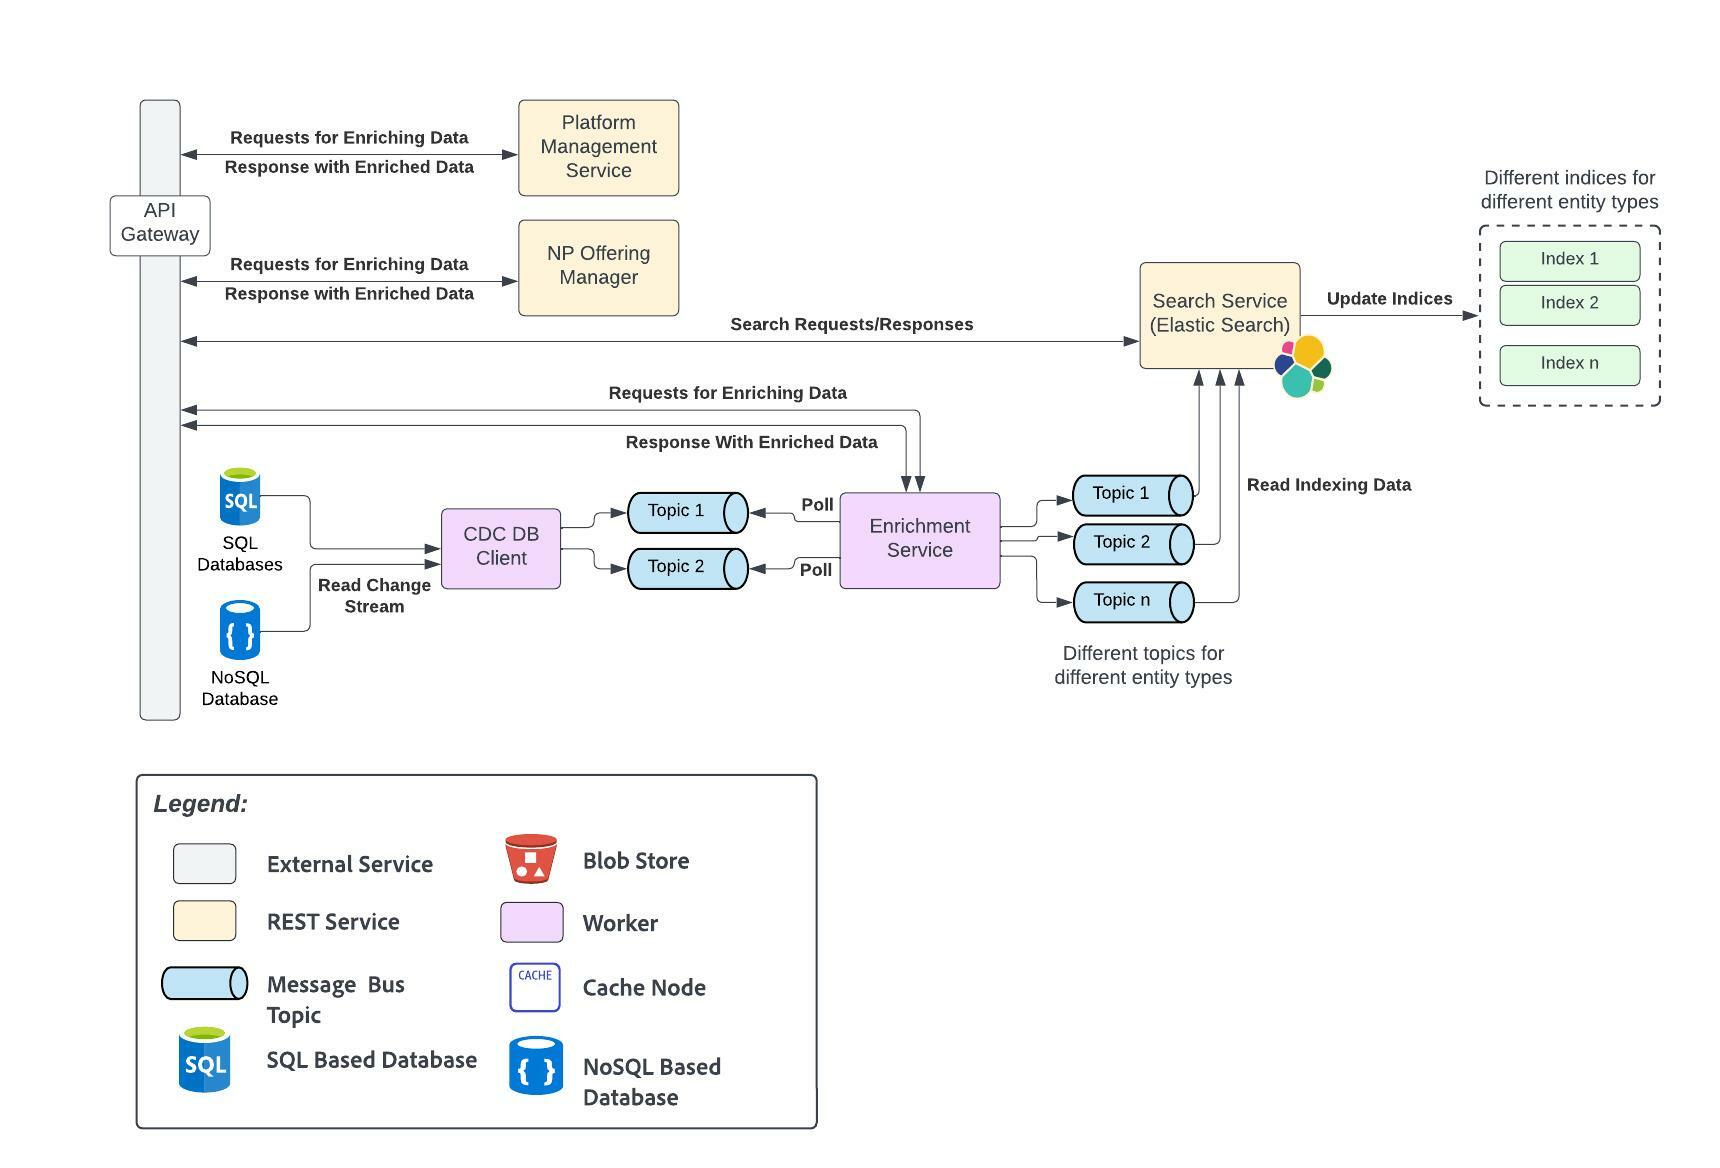 Requests for Enriching Data
Response with Enriched Data
Platform
Management
Service
API
Gateway
Requests for Enriching Data
Response with Enriched Data
NP Offering
Manager
Search Requests/Responses
Search Service
(Elastic Search)
Update Indices
Different indices for
different entity types
Index 1
Index 2
Index n
Requests for Enriching Data
Response With Enriched Data
SQL
SQL
Databases
{ }
NoSQL
Database
Read Change
Stream
CDC DB
Client
Topic 1
Topic 2
Poll
Poll
Enrichment
Service
Topic 1
Topic 2
Topic n
Read Indexing Data
Different topics for
different entity types
Legend:
External Service
Blob Store
REST Service
Worker
Message Bus
Topic
CACHE
Cache Node
SQL
SQL Based Database
{ }
NoSQL Based
Database